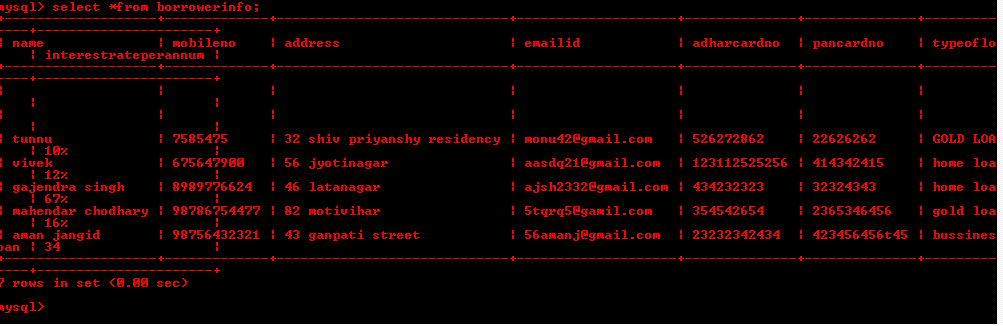 mysql> select *from borrowerinfo;
name | mobileno | address | emailid | adharcardno | pancardno | typeoflo
| interestrateperannum |
| tunnu | 7585475 | 32 shiv priyanshy residency | monu42@gmail.com | 526272862 | 22626262 | GOLD LOA
| 10% |
| vivek | 675647900 | 56 jyotinagar | aasdq21@gmail.com | 123112525256 | 414342415 | home loa
| 12% |
| gajendra singh | 8989776624 | 46 latanagar | ajsh2332@gmail.com | 434232323 | 32324343 | home loa
| 67% |
| mahendar chodhary | 98786754477 | 82 motivihar | 5tqrq5@gamil.com | 354542654 | 2365346456 | gold loa
| 16% |
| aman jangid | 98756432321 | 43 ganpati street | 56amanj@gmail.com | 23232342434 | 423456456t45 | bussines
oan | 34 |
7 rows in set (0.00 sec)
mysql>